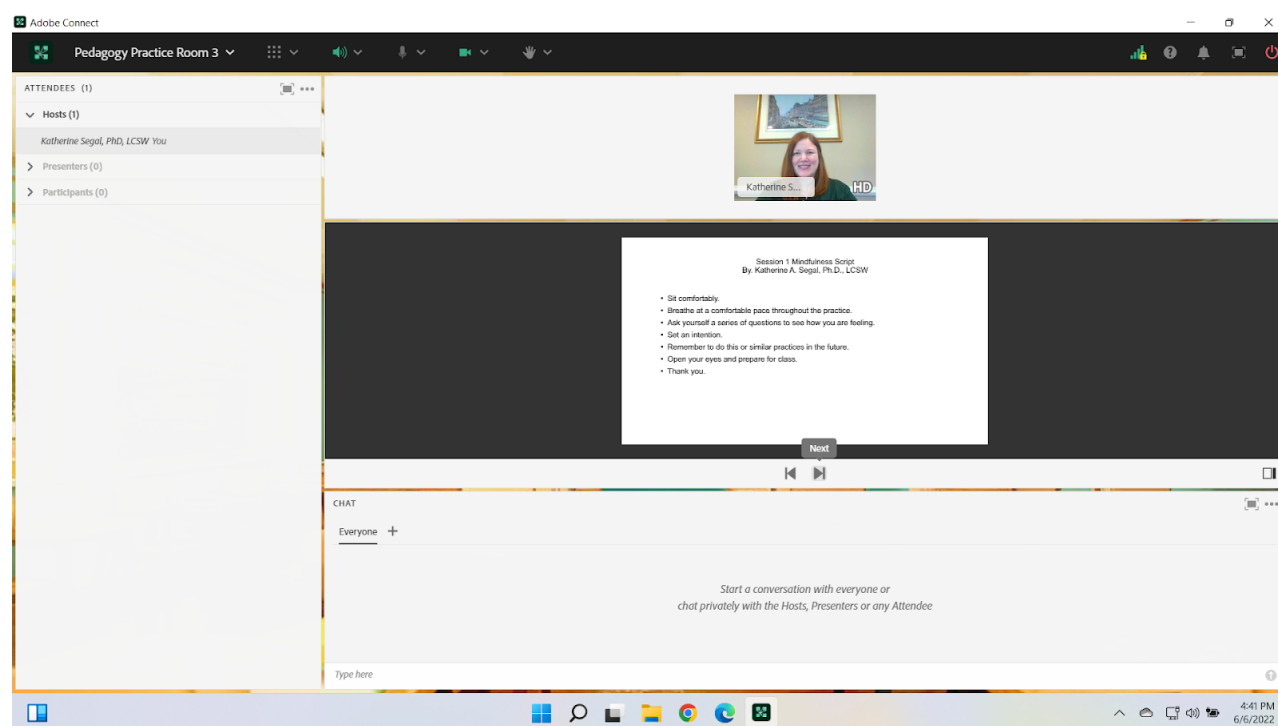 Adobe Connect
Pedagogy Practice Room 3
ATTENDEES (1)
Hosts (1)
Katherine Segal, PhD, LCSW You
Presenters (0)
Participants (0)
Katherine S...
HD
Session 1 Mindfulness Script
By. Katherine A. Segal, Ph.D., LCSW
• Sit comfortably.
• Breathe at a comfortable pace throughout the practice.
• Ask yourself a series of questions to see how you are feeling.
• Set an intention.
• Remember to do this or similar practices in the future.
• Open your eyes and prepare for class.
• Thank you.
Next
CHAT
Everyone
Start a conversation with everyone or
chat privately with the Hosts, Presenters or any Attendee
Type here
4:41 PM
6/6/2022